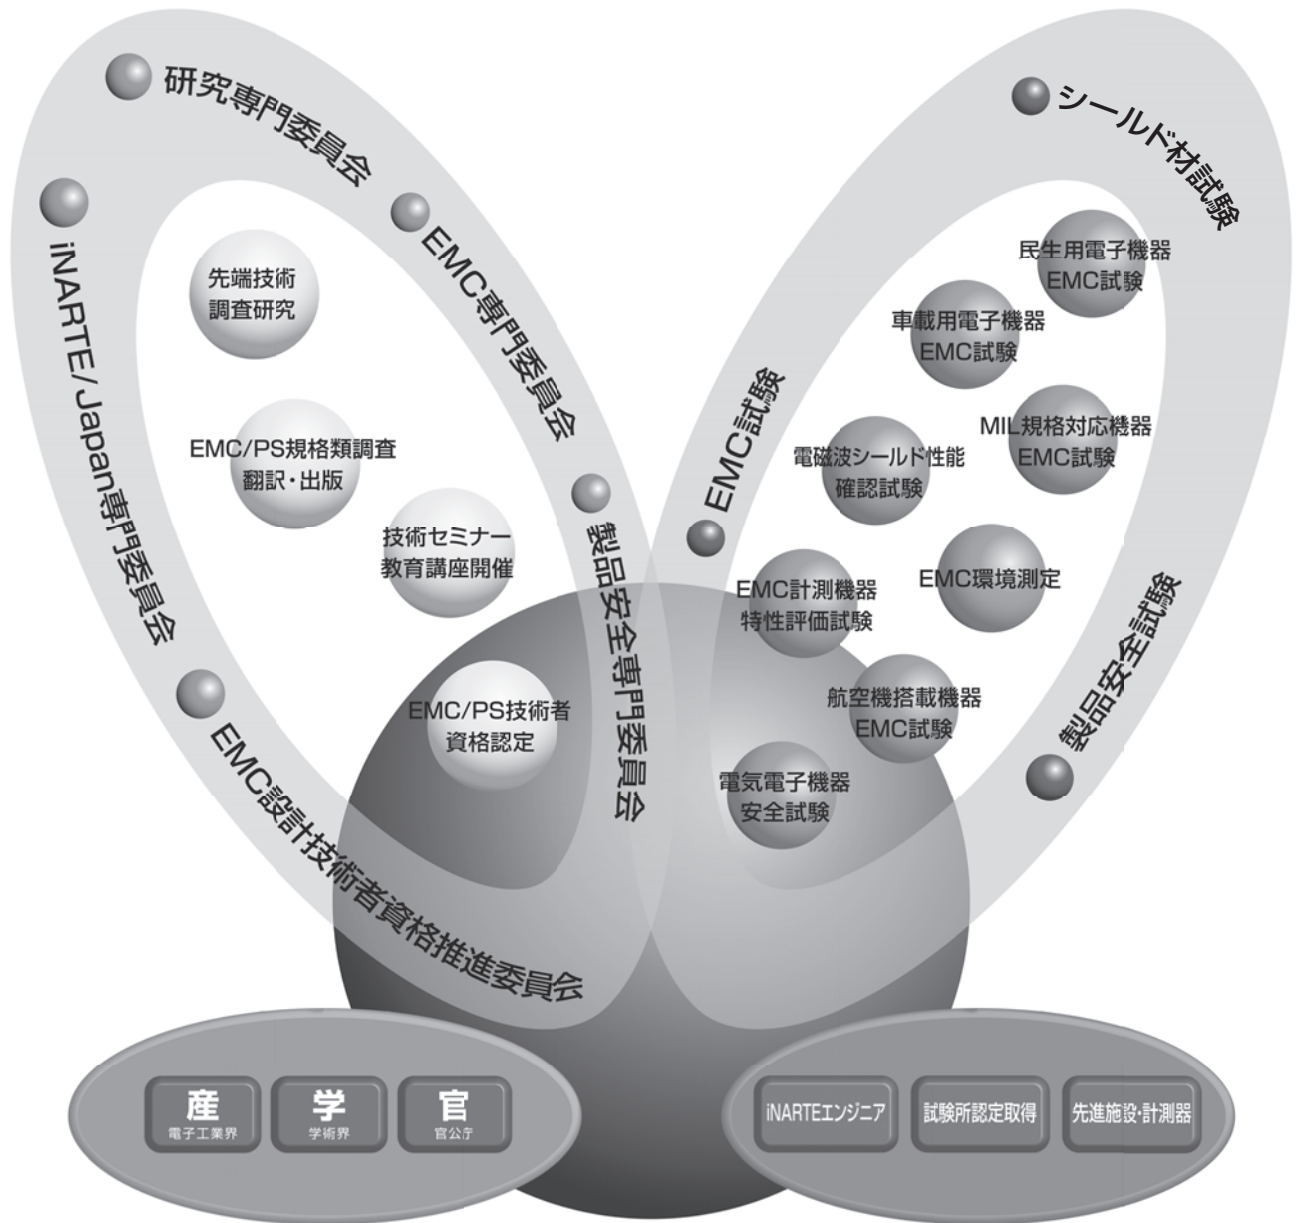 研究専門委員会
iNARTE/Japan専門委員会
EMC専門委員会
製品安全専門委員会
EMC設計技術者資格推進委員会
先端技術
調査研究
EMC/PS規格類調査
翻訳・出版
技術セミナー
教育講座開催
EMC/PS技術者
資格認定
シールド材試験
EMC試験
製品安全試験
民生用電子機器
EMC試験
車載用電子機器
EMC試験
MIL規格対応機器
EMC試験
電磁波シールド性能
確認試験
EMC環境測定
EMC計測機器
特性評価試験
航空機搭載機器
EMC試験
電気電子機器
安全試験
産
電子工業界
学
学術界
官
官公庁
iNARTEエンジニア
試験所認定取得
先進施設・計測器